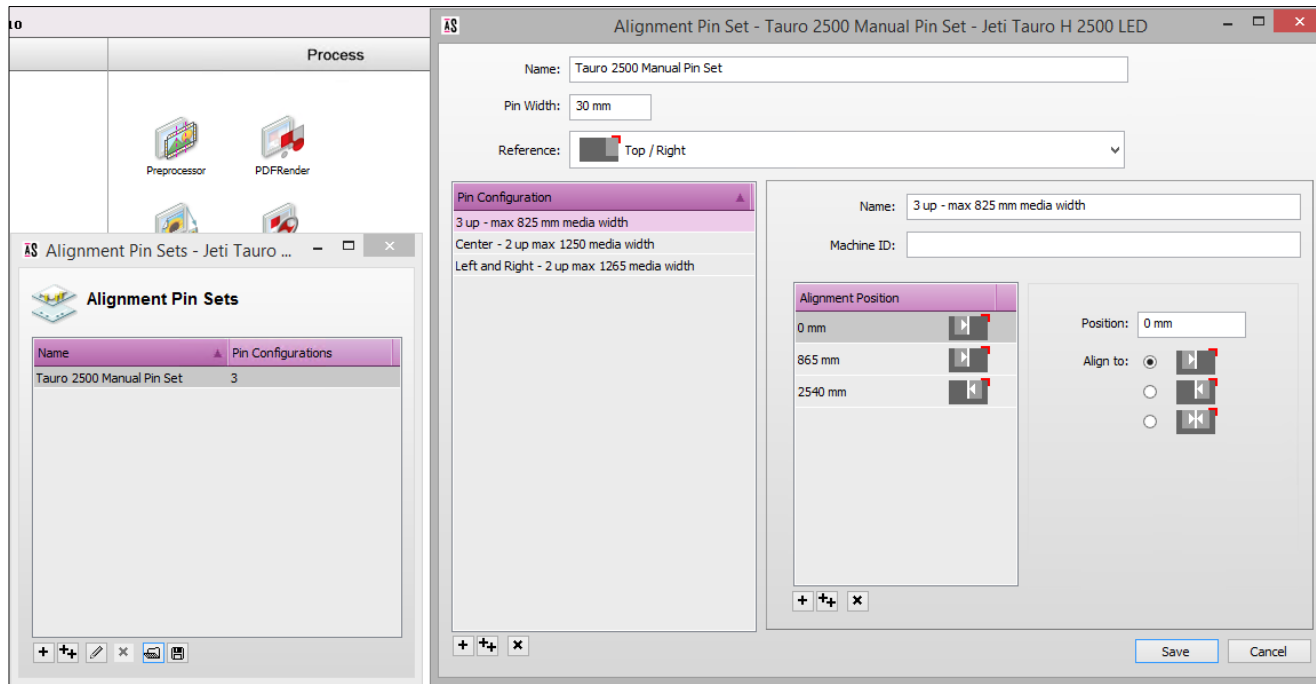 10
Process
Preprocessor
PDFRender
AS Alignment Pin Sets - Jeti Tauro ...
Alignment Pin Sets
Name Pin Configurations
Tauro 2500 Manual Pin Set 3
AS Alignment Pin Set - Tauro 2500 Manual Pin Set - Jeti Tauro H 2500 LED
Name: Tauro 2500 Manual Pin Set
Pin Width: 30 mm
Reference: Top / Right
Pin Configuration
3 up - max 825 mm media width
Center - 2 up max 1250 media width
Left and Right - 2 up max 1265 media width
Name: 3 up - max 825 mm media width
Machine ID:
Alignment Position
0 mm
865 mm
2540 mm
Position: 0 mm
Align to:
Save Cancel